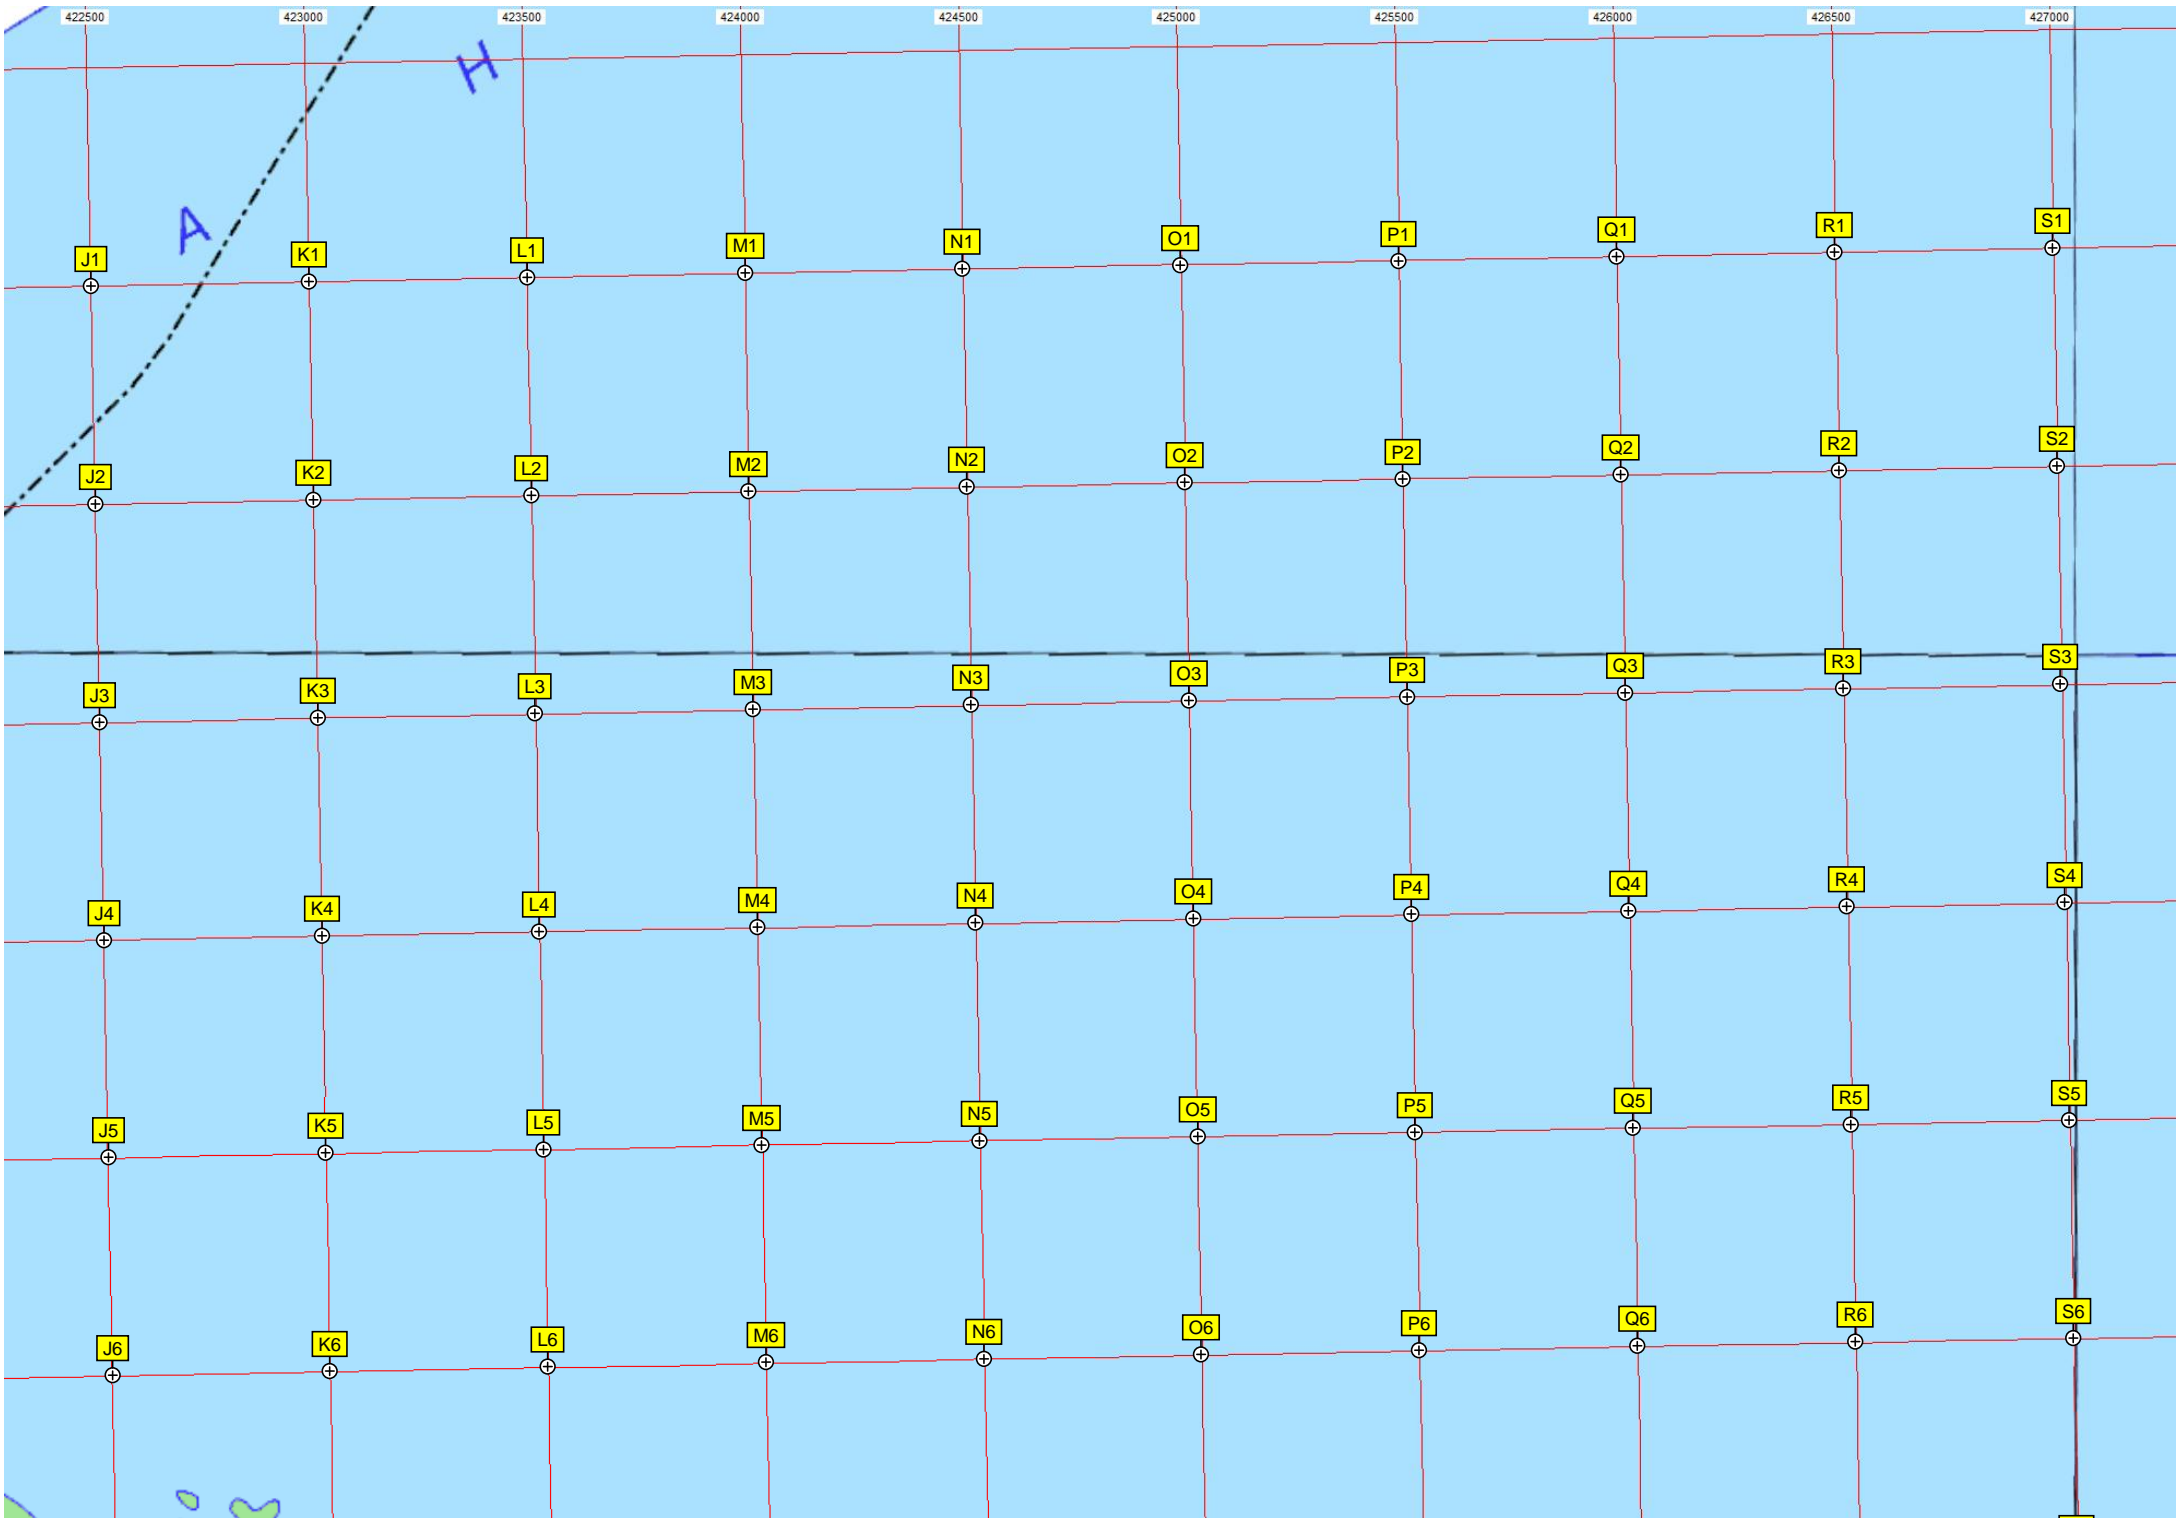 422500 423000 423500 424000 424500 425000 425500 426000 426500 427000
H
A
J1 K1 L1 M1 N1 O1 P1 Q1 R1 S1
J2 K2 L2 M2 N2 O2 P2 Q2 R2 S2
J3 K3 L3 M3 N3 O3 P3 Q3 R3 S3
J4 K4 L4 M4 N4 O4 P4 Q4 R4 S4
J5 K5 L5 M5 N5 O5 P5 Q5 R5 S5
J6 K6 L6 M6 N6 O6 P6 Q6 R6 S6